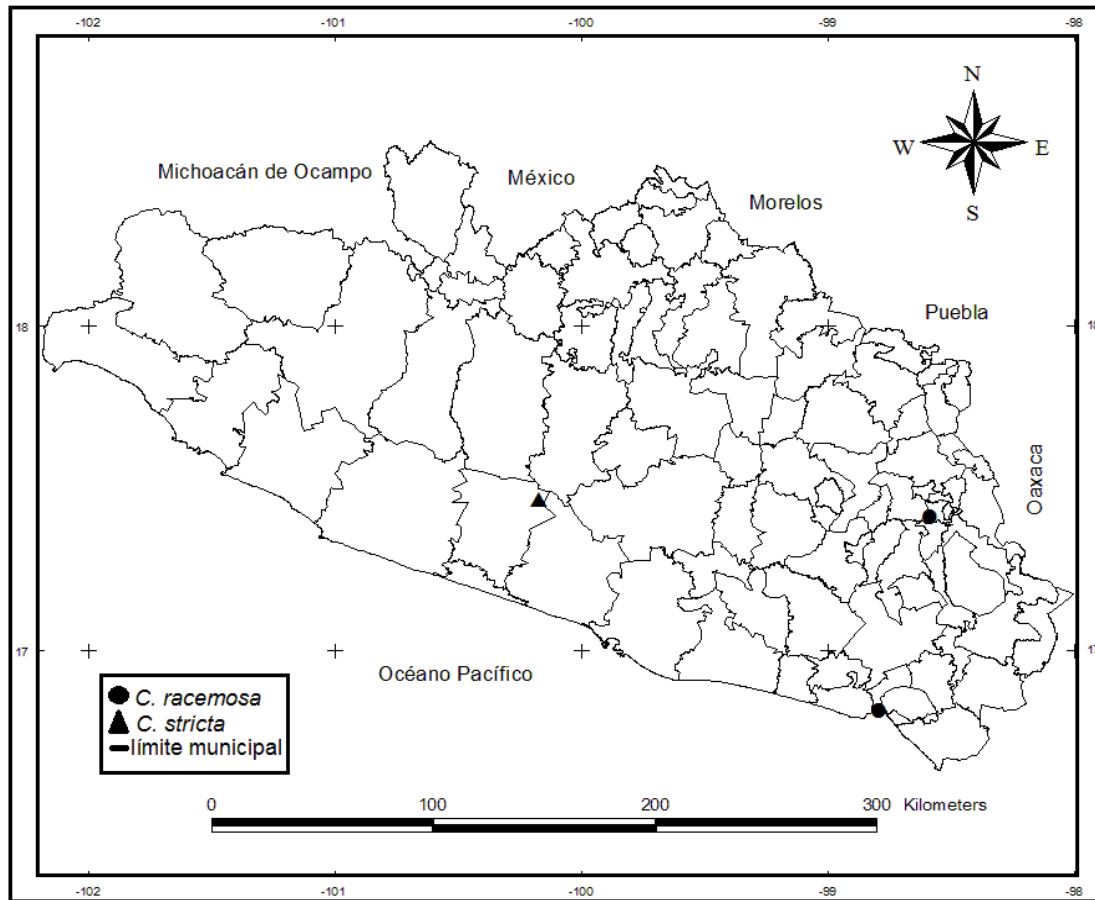 -102 -101 -100 -99 -98
N
W E
S
Michoacán de Ocampo
México
Morelos
Puebla
18 18
Oaxaca
17 17
Océano Pacífico
C. racemosa
C. stricta
límite municipal
0 100 200 300 Kilometers
-102 -101 -100 -99 -98